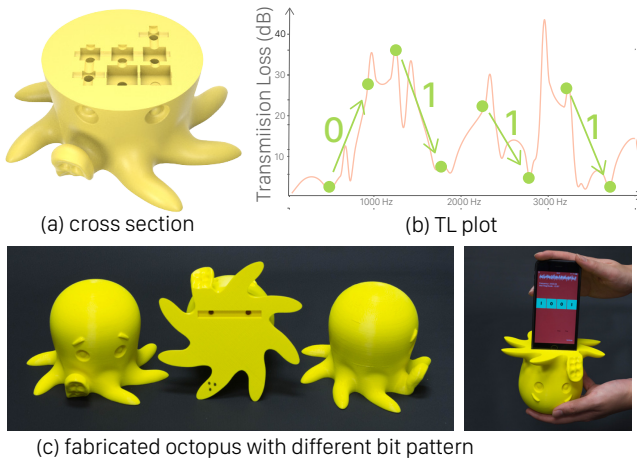 Transmiision Loss (dB)
40
30
20
10
0
1
1
1
1000 Hz
2000 Hz
3000 Hz
(a) cross section
(b) TL plot
(c) fabricated octopus with different bit pattern